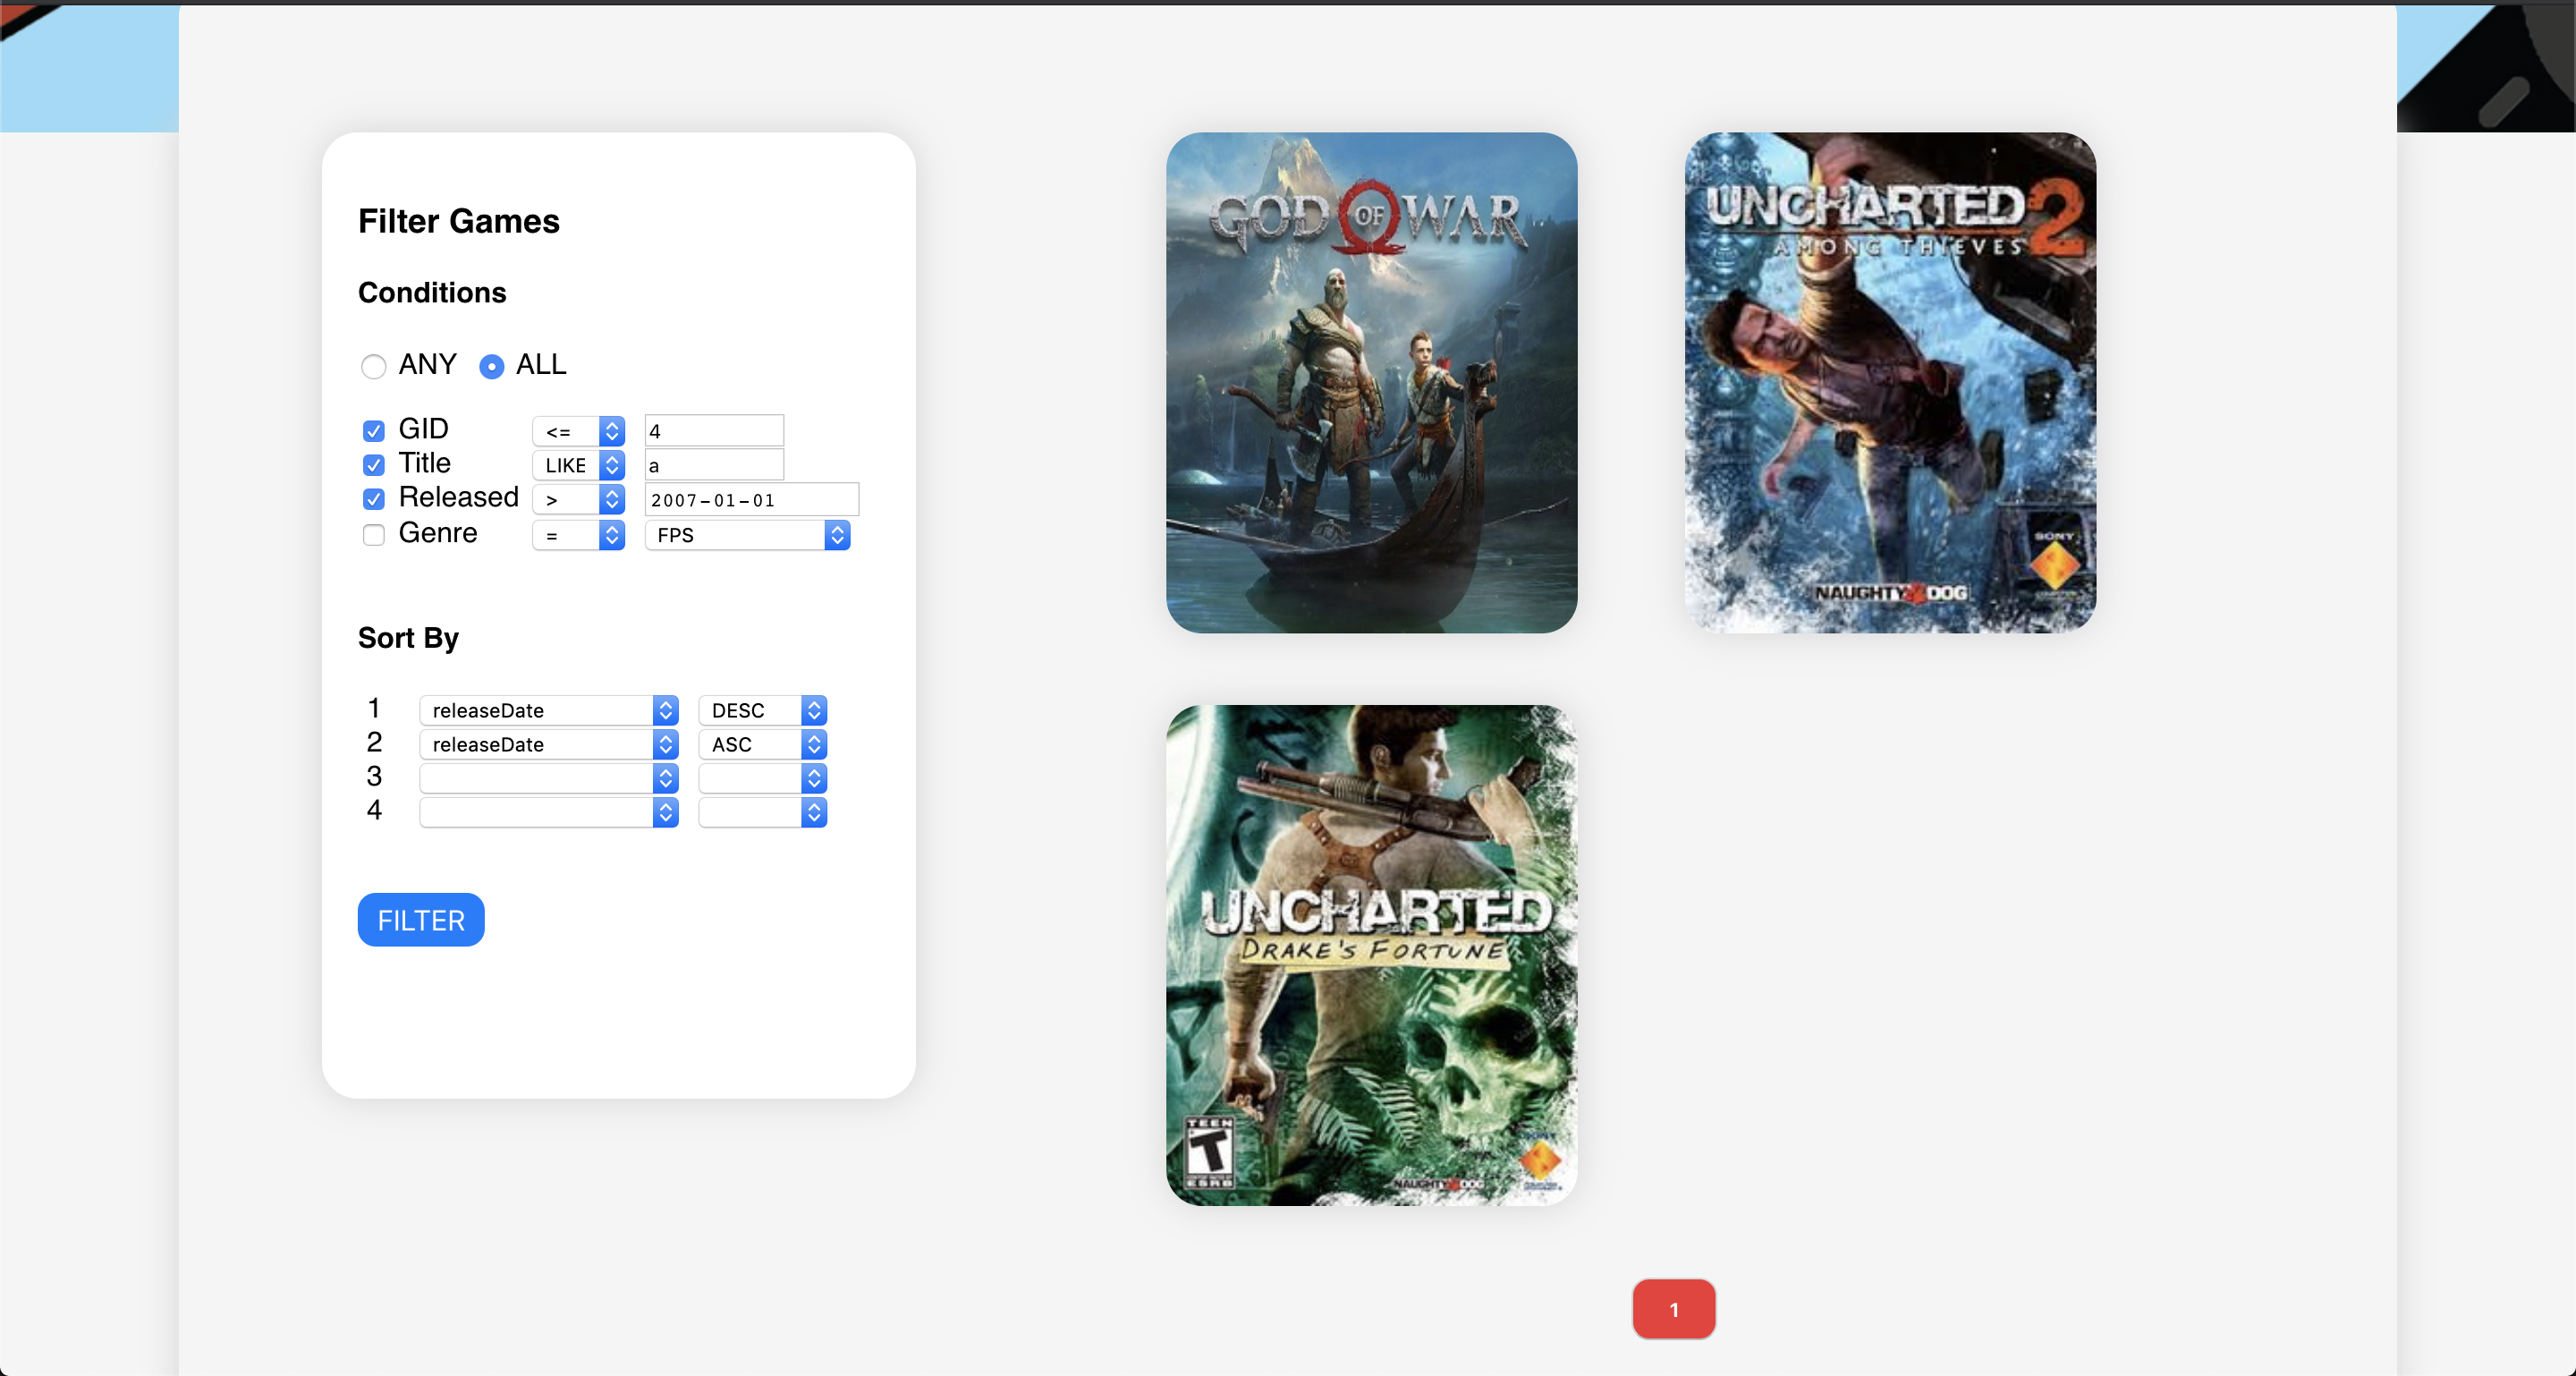 Filter Games
Conditions
ANY ALL
GID <= 4
Title LIKE a
Released > 2007-01-01
Genre = FPS
Sort By
1 releaseDate DESC
2 releaseDate ASC
3
4
FILTER
GOD OF WAR
UNCHARTED 2
AMONG THIEVES
SONY
NAUGHTY DOG
UNCHARTED
DRAKE'S FORTUNE
TEEN
T
ESRB
NAUGHTY DOG
1